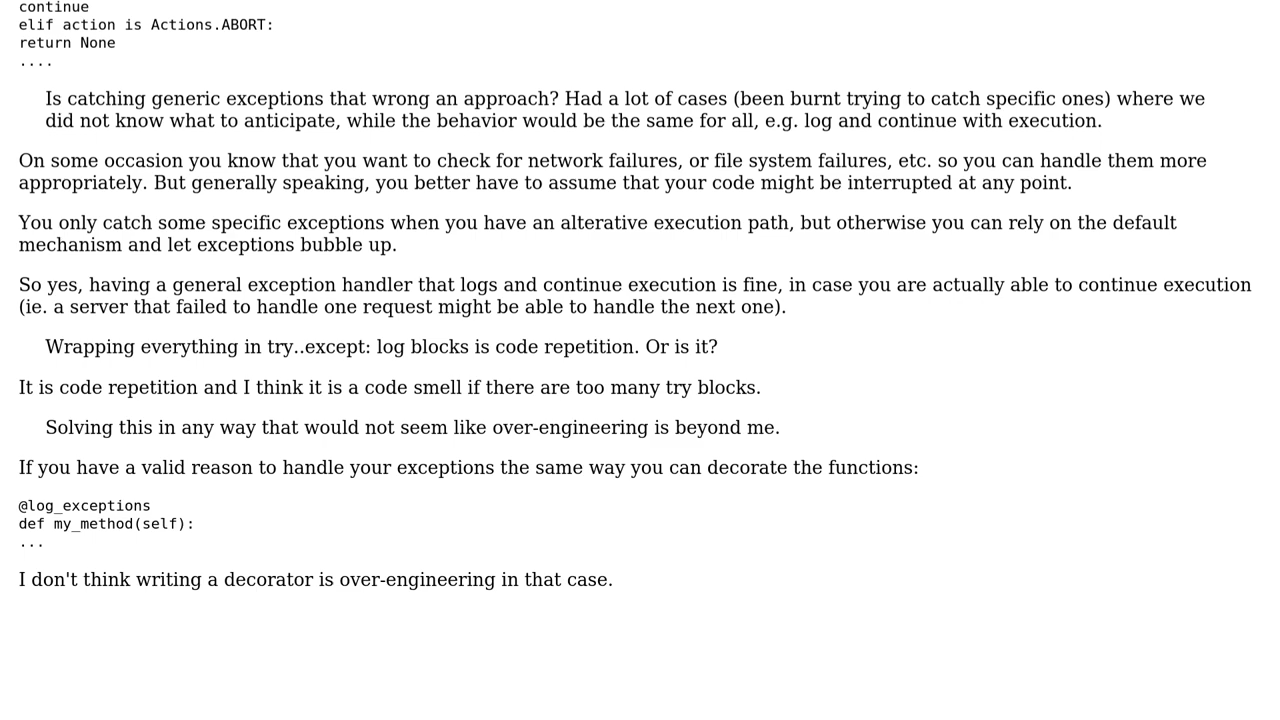 continue
elif action is Actions.ABORT:
return None
....
Is catching generic exceptions that wrong an approach? Had a lot of cases (been burnt trying to catch specific ones) where we
did not know what to anticipate, while the behavior would be the same for all, e.g. log and continue with execution.
On some occasion you know that you want to check for network failures, or file system failures, etc. so you can handle them more
appropriately. But generally speaking, you better have to assume that your code might be interrupted at any point.
You only catch some specific exceptions when you have an alterative execution path, but otherwise you can rely on the default
mechanism and let exceptions bubble up.
So yes, having a general exception handler that logs and continue execution is fine, in case you are actually able to continue execution
(ie. a server that failed to handle one request might be able to handle the next one).
Wrapping everything in try..except: log blocks is code repetition. Or is it?
It is code repetition and I think it is a code smell if there are too many try blocks.
Solving this in any way that would not seem like over-engineering is beyond me.
If you have a valid reason to handle your exceptions the same way you can decorate the functions:
@log_exceptions
def my_method(self):
...
I don't think writing a decorator is over-engineering in that case.